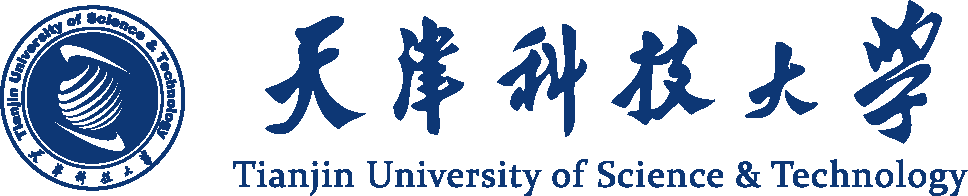 Tianjin University of Science & Technology
天津科技大学
天津科技大学
Tianjin University of Science & Technology